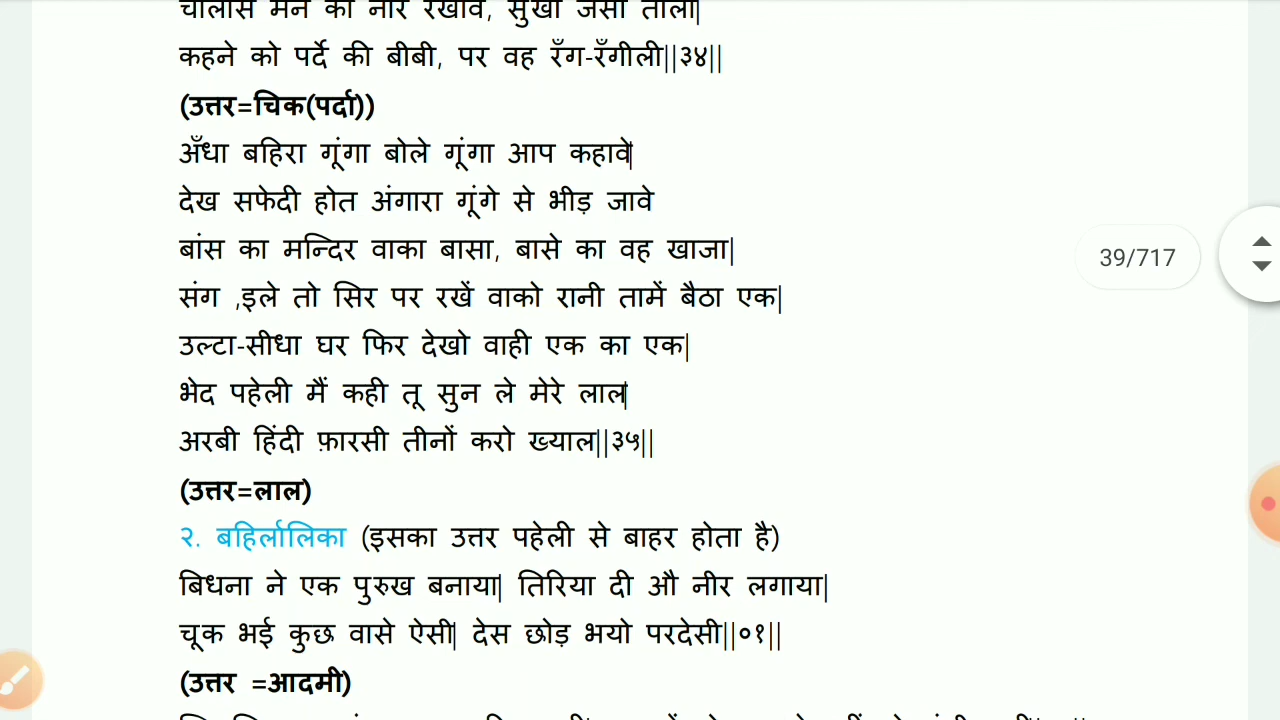 चालीस मन की नार रखावे, सुखी जैसी तीली|
कहने को पर्दे की बीबी, पर वह रँग-रँगीली||३४||
(उत्तर=चिक(पर्दा))
अँधा बहिरा गूंगा बोले गूंगा आप कहावे|
देख सफेदी होत अंगारा गूंगे से भीड़ जावे
बांस का मन्दिर वाका बासा, बासे का वह खाजा|
39/717
संग ,इले तो सिर पर रखें वाको रानी तामें बैठा एक|
उल्टा-सीधा घर फिर देखो वाही एक का एक|
भेद पहेली मैं कही तू सुन ले मेरे लाल|
अरबी हिंदी फ़ारसी तीनों करो ख्याल||३५||
(उत्तर=लाल)
२. बहिर्लालिका (इसका उत्तर पहेली से बाहर होता है)
बिधना ने एक पुरुख बनाया| तिरिया दी औ नीर लगाया|
चूक भई कुछ वासे ऐसी| देस छोड़ भयो परदेसी||०१||
(उत्तर =आदमी)